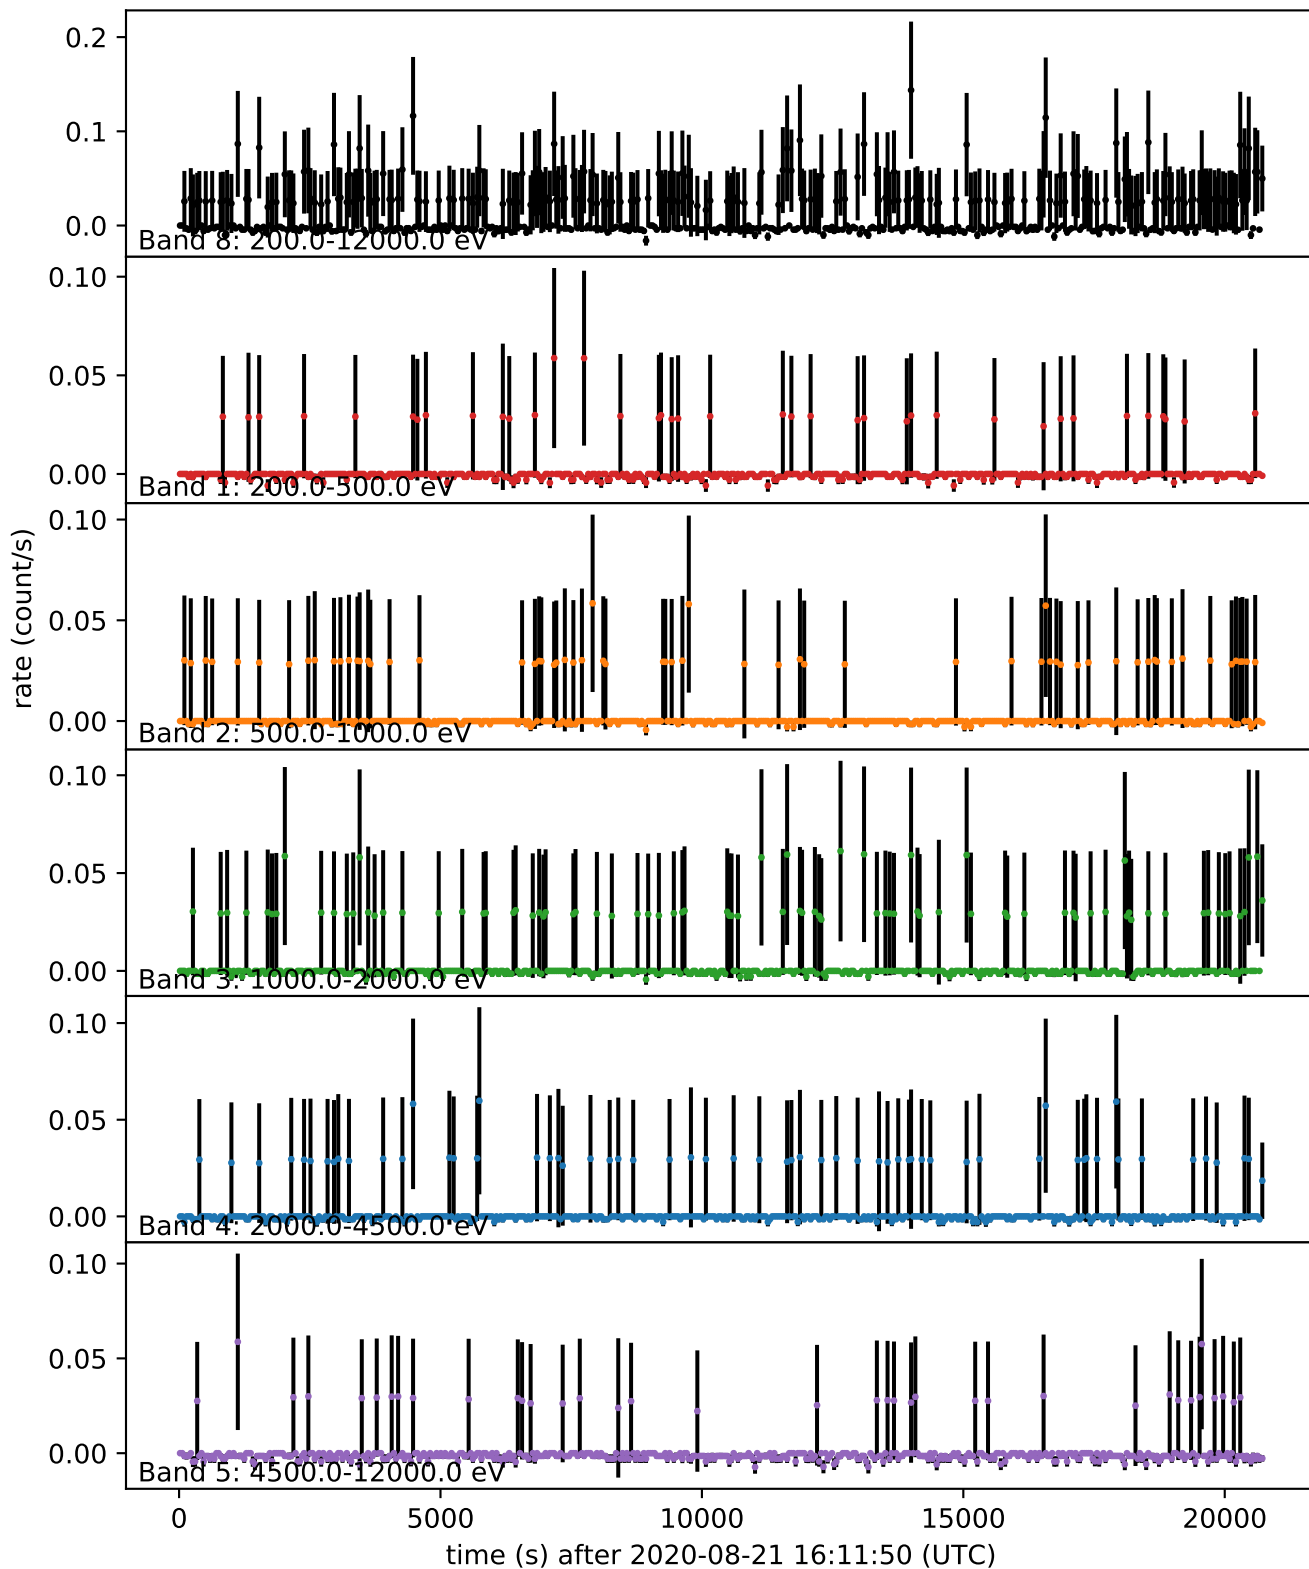 0.2
0.1
0.0
Band 8: 200.0-12000.0 eV
0.10
0.05
0.00
Band 1: 200.0-500.0 eV
0.10
0.05
0.00
Band 2: 500.0-1000.0 eV
rate (count/s)
0.10
0.05
0.00
Band 3: 1000.0-2000.0 eV
0.10
0.05
0.00
Band 4: 2000.0-4500.0 eV
0.10
0.05
0.00
Band 5: 4500.0-12000.0 eV
0 5000 10000 15000 20000
time (s) after 2020-08-21 16:11:50 (UTC)